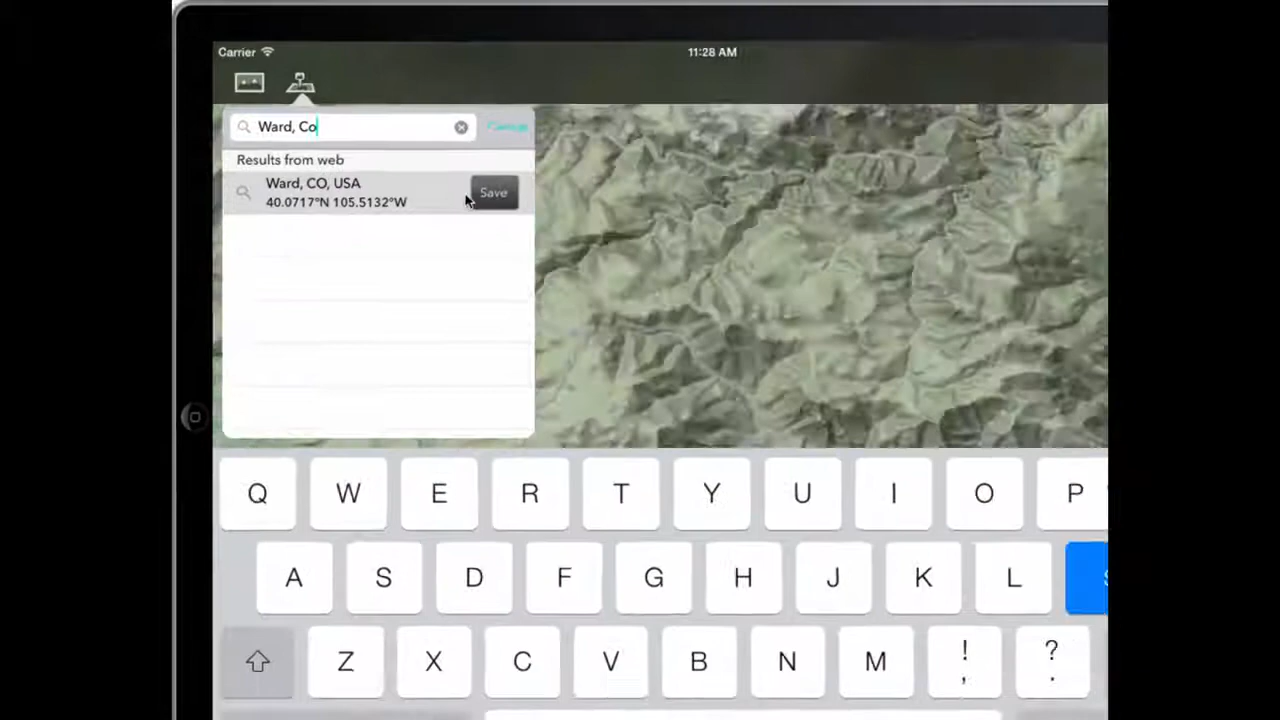 Carrier
11:28 AM
Ward, Co
Results from web
Ward, CO, USA
40.0717°N 105.5132°W
Save
Q W E R T Y U I O P
A S D F G H J K L
Z X C V B N M ! , ? .